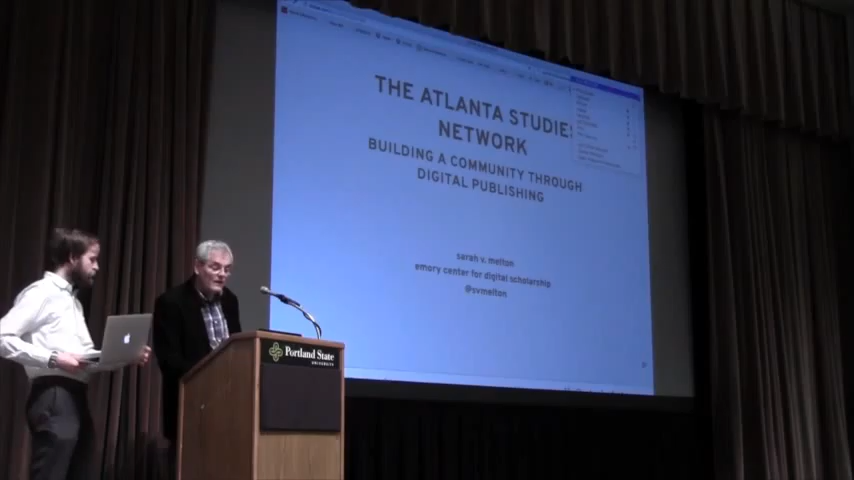 THE ATLANTA STUDIES
NETWORK
BUILDING A COMMUNITY THROUGH
DIGITAL PUBLISHING
sarah v. melton
emory center for digital scholarship
@svmelton
Portland State
UNIVERSITY